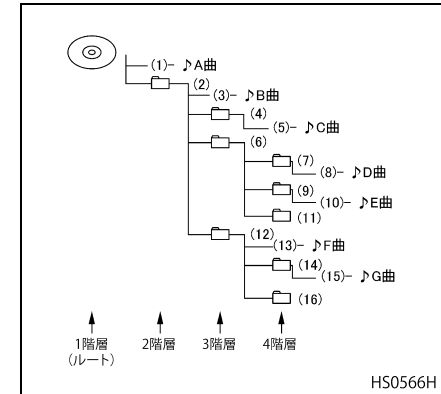 (1)- ♪A曲
(2)
(3)- ♪B曲
(4)
(5)- ♪C曲
(6)
(7)
(8)- ♪D曲
(9)
(10)- ♪E曲
(11)
(12)
(13)- ♪F曲
(14)
(15)- ♪G曲
(16)
1階層 2階層 3階層 4階層
(ルート)
HS0566H